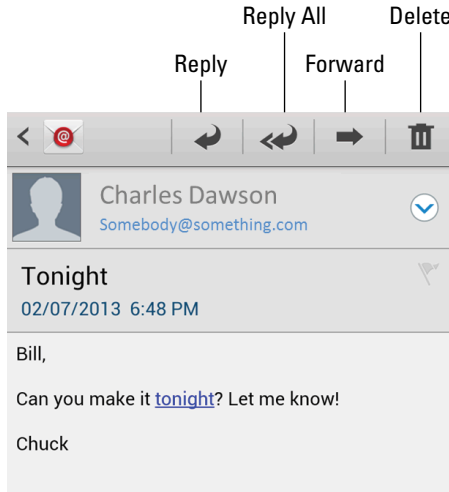 Reply All Delete
Reply Forward
@
Charles Dawson
Somebody@something.com
Tonight
02/07/2013 6:48 PM
Bill,
Can you make it tonight? Let me know!
Chuck